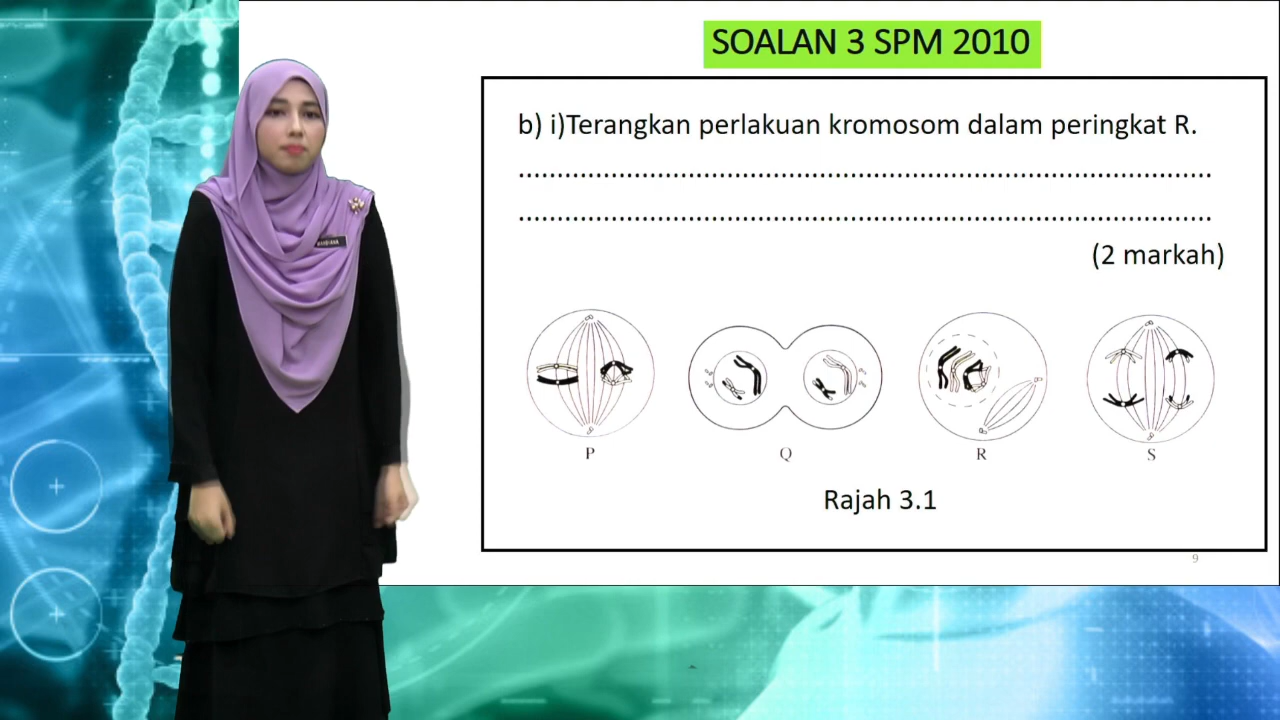 SOALAN 3 SPM 2010
b) i)Terangkan perlakuan kromosom dalam peringkat R.
..........................................................................................
..........................................................................................
(2 markah)
P Q R S
Rajah 3.1
9